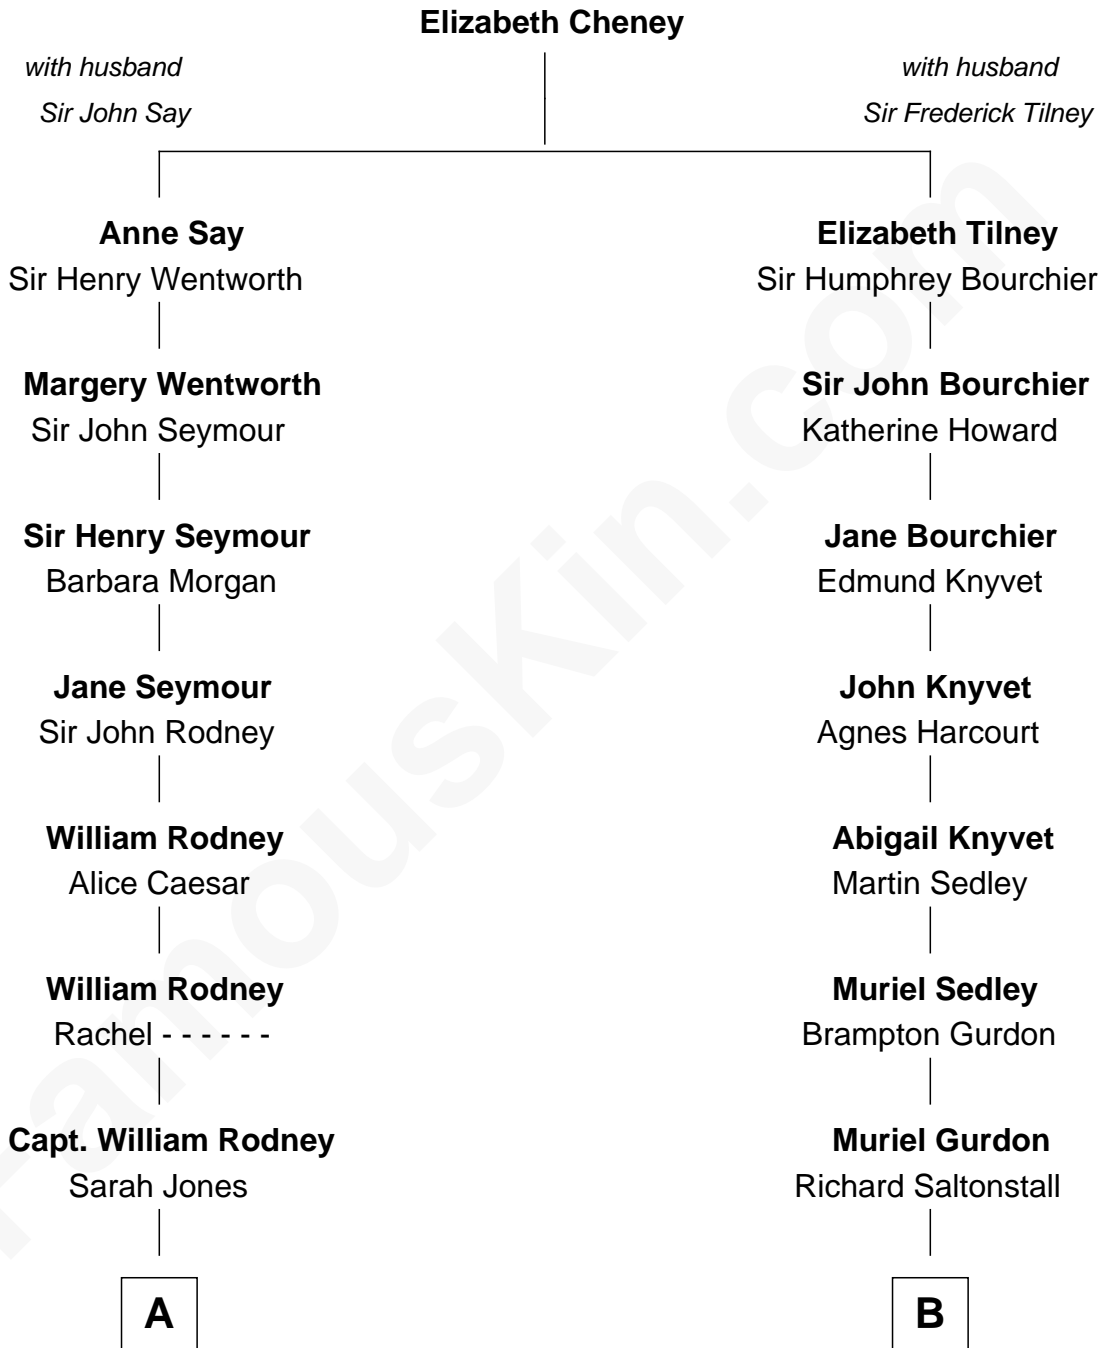 Elizabeth Cheney
with husband
Sir John Say
with husband
Sir Frederick Tilney
Anne Say
Sir Henry Wentworth
Margery Wentworth
Sir John Seymour
Sir Henry Seymour
Barbara Morgan
Jane Seymour
Sir John Rodney
William Rodney
Alice Caesar
William Rodney
Rachel - - - - - -
Capt. William Rodney
Sarah Jones
A
Elizabeth Tilney
Sir Humphrey Bourchier
Sir John Bourchier
Katherine Howard
Jane Bourchier
Edmund Knyvet
John Knyvet
Agnes Harcourt
Abigail Knyvet
Martin Sedley
Muriel Sedley
Brampton Gurdon
Muriel Gurdon
Richard Saltonstall
B
FamousKin.com